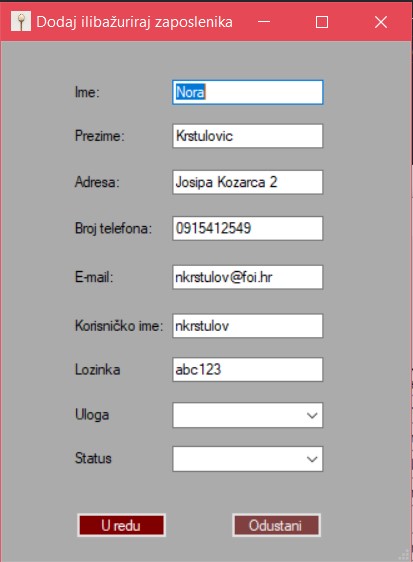 Dodaj ilibažuriraj zaposlenika
Ime: Nora
Prezime: Krstulovic
Adresa: Josipa Kozarca 2
Broj telefona: 0915412549
E-mail: nkrstulov@foi.hr
Korisničko ime: nkrstulov
Lozinka abc123
Uloga
Status
U redu Odustani